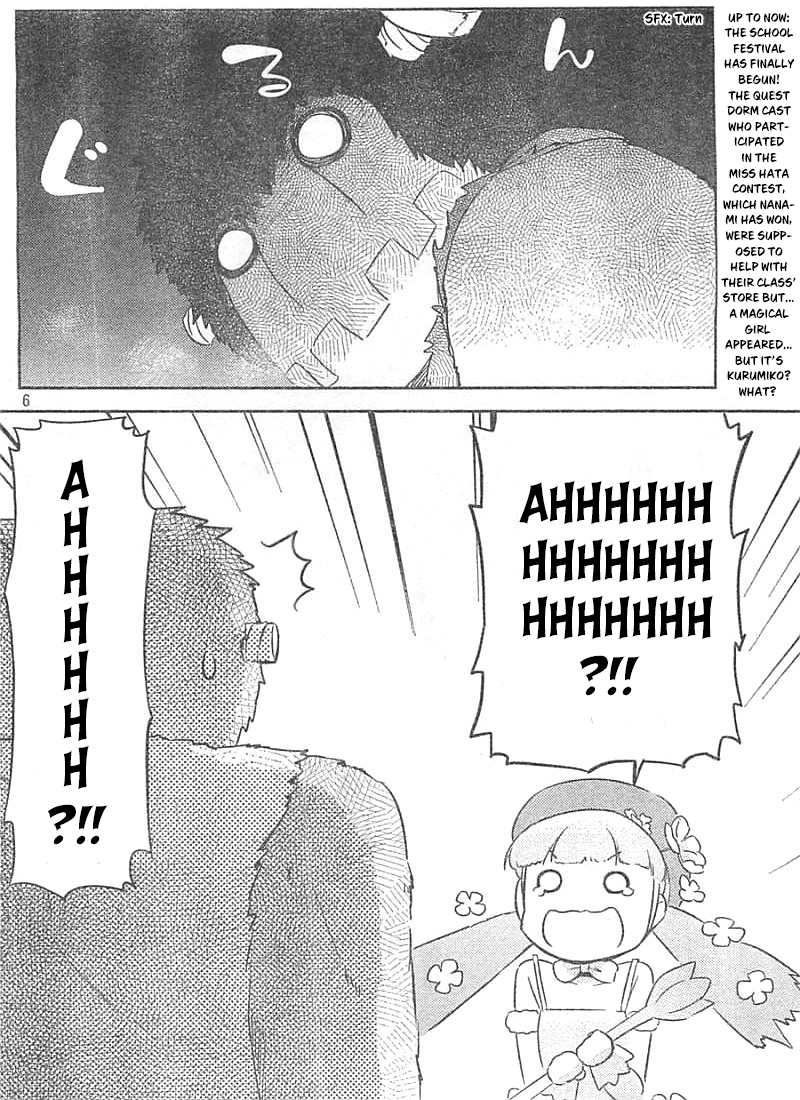 UP TO NOW:
THE SCHOOL
FESTIVAL
HAS FINALLY
BEGUN!
THE QUEST
DORM CAST
WHO PART-
ICIPATED
IN THE
MISS HATA
CONTEST,
WHICH NANA-
MI HAS WON,
WERE SUPP-
OSED TO
HELP WITH
THEIR CLASS'
STORE BUT...
A MAGICAL
GIRL
APPEARED...
BUT IT'S
KURUMIKO?
WHAT?
SFX: Turn
ぐるん
6
AHHHHHH
HHHHHHH
HHHHHHH
?!!
A
H
H
H
H
H
H
?!!